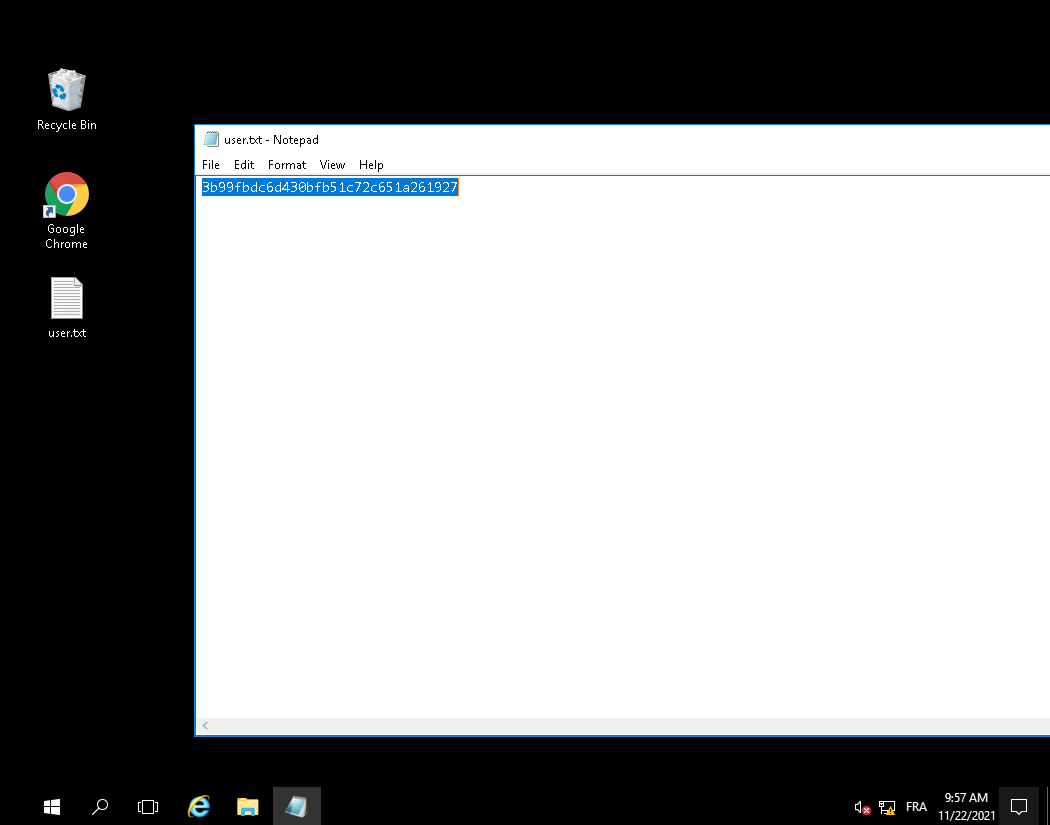 Recycle Bin
Google
Chrome
user.txt
user.txt - Notepad
File Edit Format View Help
3b99fbdc6d430bfb51c72c651a261927
FRA
9:57 AM
11/22/2021